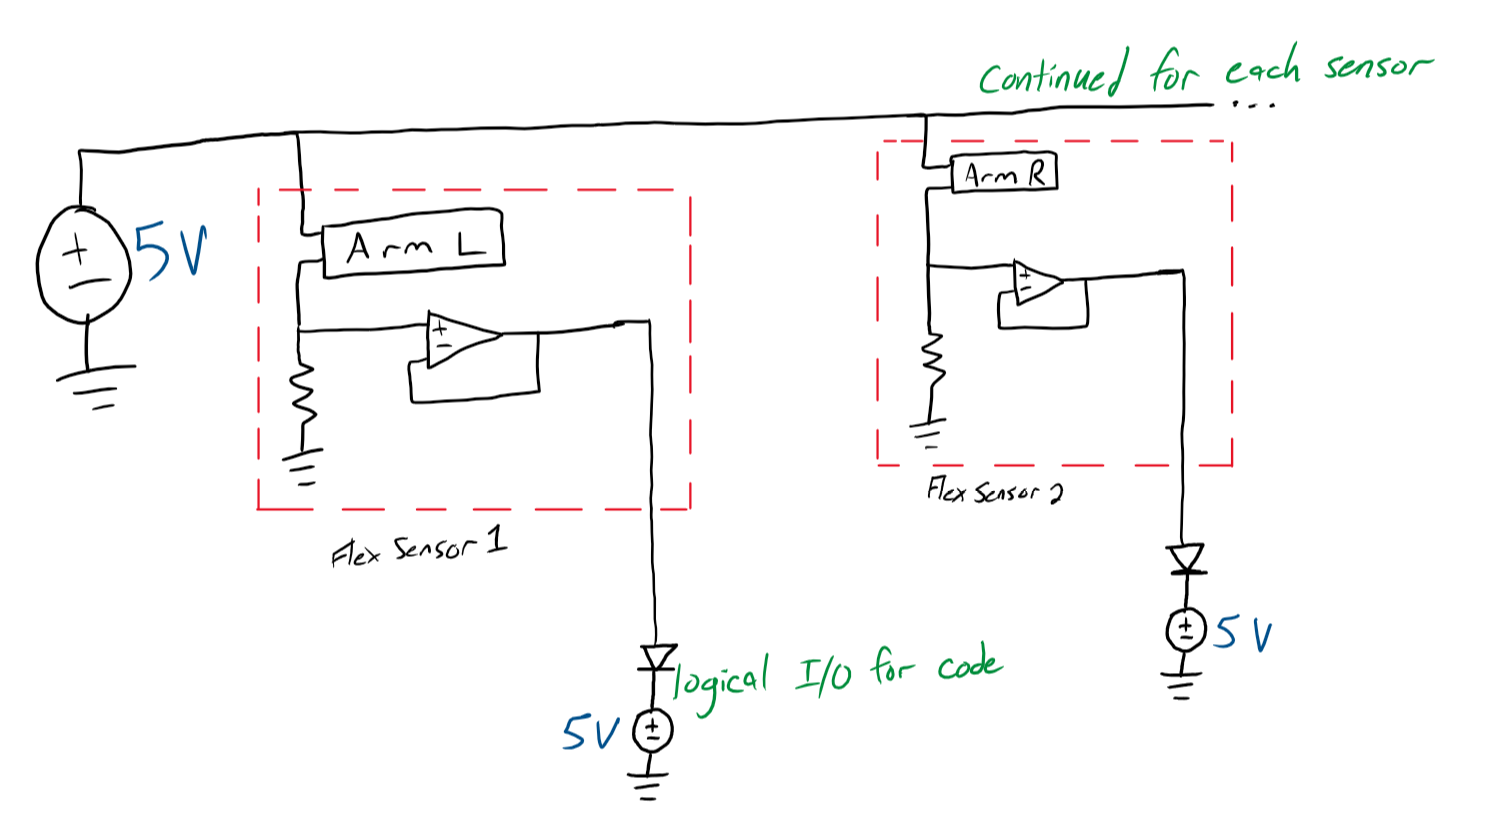 Continued for each sensor
...
5V
+
−
Arm L
+
−
Flex Sensor 1
Arm R
+
−
Flex Sensor 2
logical I/O for code
5V
+
−
5V
+
−